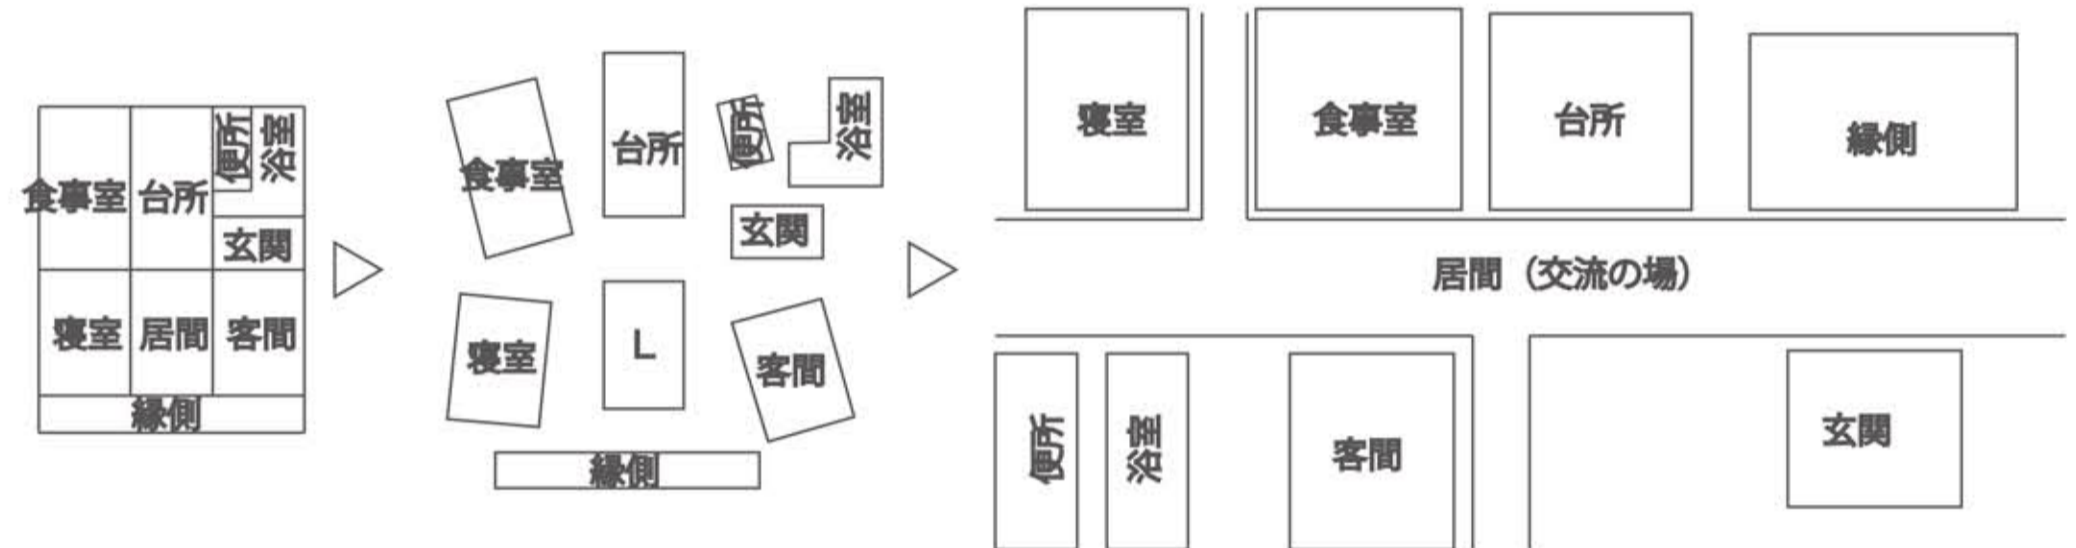 食事室
台所
便所
浴室
玄関
寝室
居間
客間
縁側
食事室
台所
便所
浴室
玄関
寝室
L
客間
縁側
寝室
食事室
台所
縁側
居間（交流の場）
便所
浴室
客間
玄関